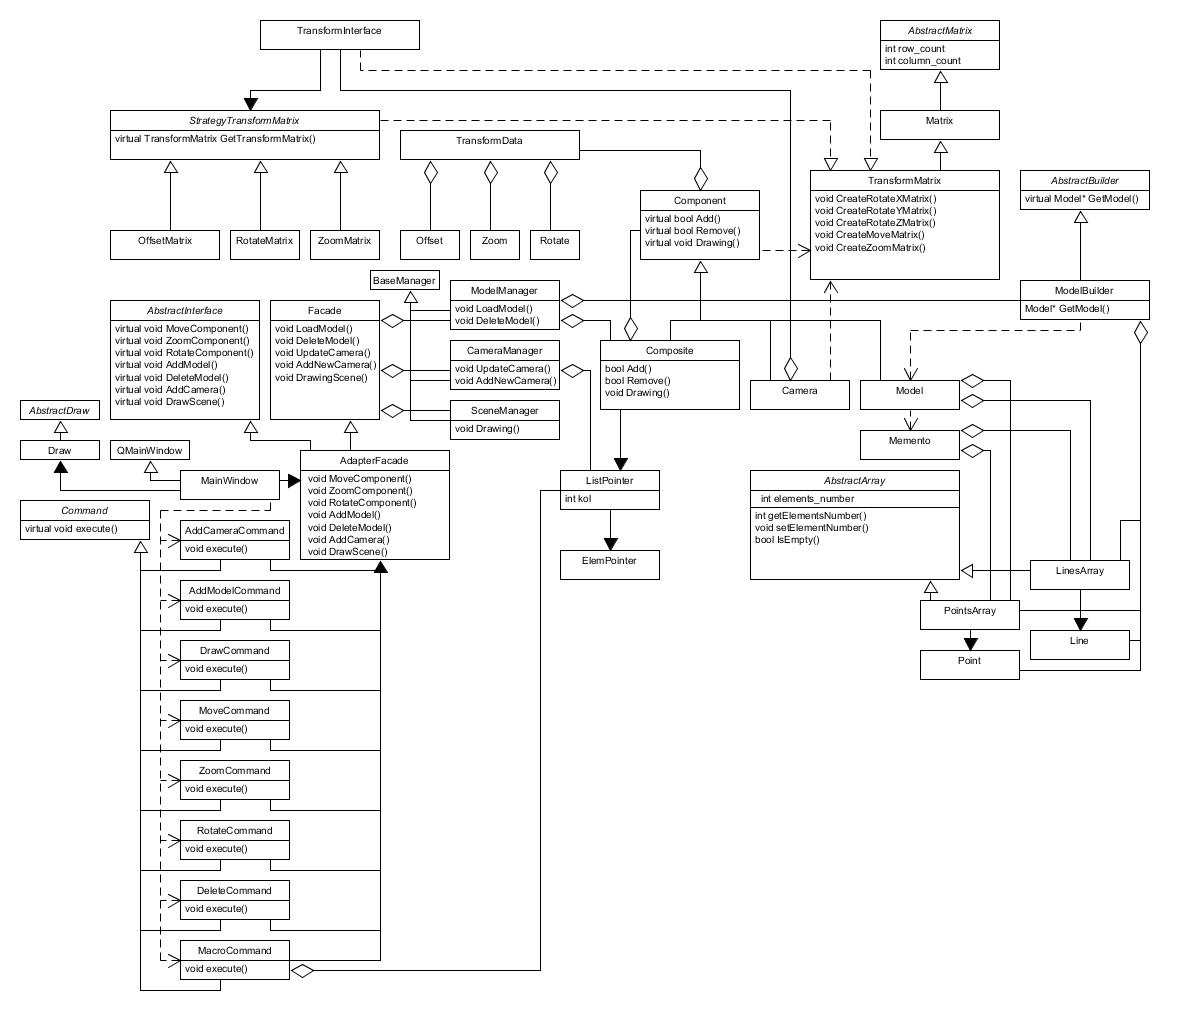 TransformInterface
AbstractMatrix
int row_count
int column_count
StrategyTransformMatrix
virtual TransformMatrix GetTransformMatrix()
TransformData
Matrix
Component
virtual bool Add()
virtual bool Remove()
virtual void Drawing()
TransformMatrix
void CreateRotateXMatrix()
void CreateRotateYMatrix()
void CreateRotateZMatrix()
void CreateMoveMatrix()
void CreateZoomMatrix()
AbstractBuilder
virtual Model* GetModel()
OffsetMatrix
RotateMatrix
ZoomMatrix
Offset
Zoom
Rotate
BaseManager
AbstractInterface
virtual void MoveComponent()
virtual void ZoomComponent()
virtual void RotateComponent()
virtual void AddModel()
virtual void DeleteModel()
virtual void AddCamera()
virtual void DrawScene()
Facade
void LoadModel()
void DeleteModel()
void UpdateCamera()
void AddNewCamera()
void DrawingScene()
ModelManager
void LoadModel()
void DeleteModel()
ModelBuilder
Model* GetModel()
CameraManager
void UpdateCamera()
void AddNewCamera()
Composite
bool Add()
bool Remove()
void Drawing()
Camera
Model
SceneManager
void Drawing()
Memento
AbstractDraw
Draw
QMainWindow
MainWindow
AdapterFacade
void MoveComponent()
void ZoomComponent()
void RotateComponent()
void AddModel()
void DeleteModel()
void AddCamera()
void DrawScene()
ListPointer
int kol
AbstractArray
int elements_number
int getElementsNumber()
void setElementNumber()
bool IsEmpty()
Command
virtual void execute()
AddCameraCommand
void execute()
ElemPointer
LinesArray
AddModelCommand
void execute()
PointsArray
Line
DrawCommand
void execute()
Point
MoveCommand
void execute()
ZoomCommand
void execute()
RotateCommand
void execute()
DeleteCommand
void execute()
MacroCommand
void execute()